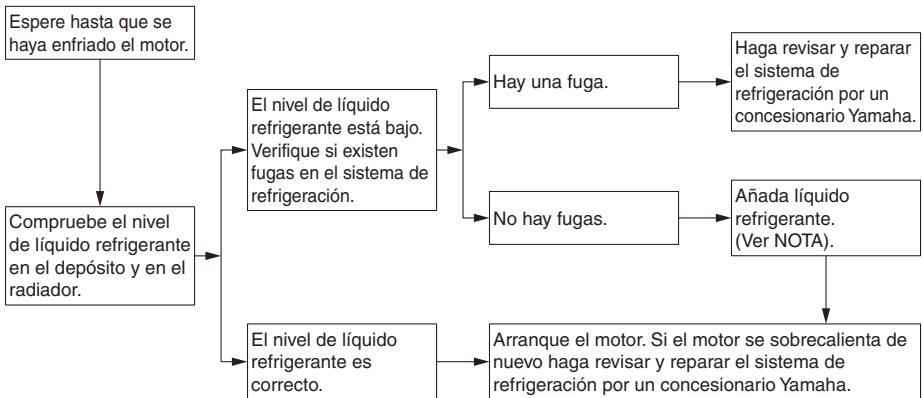 Espere hasta que se
haya enfriado el motor.
Compruebe el nivel
de líquido refrigerante
en el depósito y en el
radiador.
El nivel de líquido
refrigerante está bajo.
Verifique si existen
fugas en el sistema de
refrigeración.
Hay una fuga.
Haga revisar y reparar
el sistema de
refrigeración por un
concesionario Yamaha.
No hay fugas.
Añada líquido
refrigerante.
(Ver NOTA).
El nivel de líquido
refrigerante es
correcto.
Arranque el motor. Si el motor se sobrecalienta de
nuevo haga revisar y reparar el sistema de
refrigeración por un concesionario Yamaha.